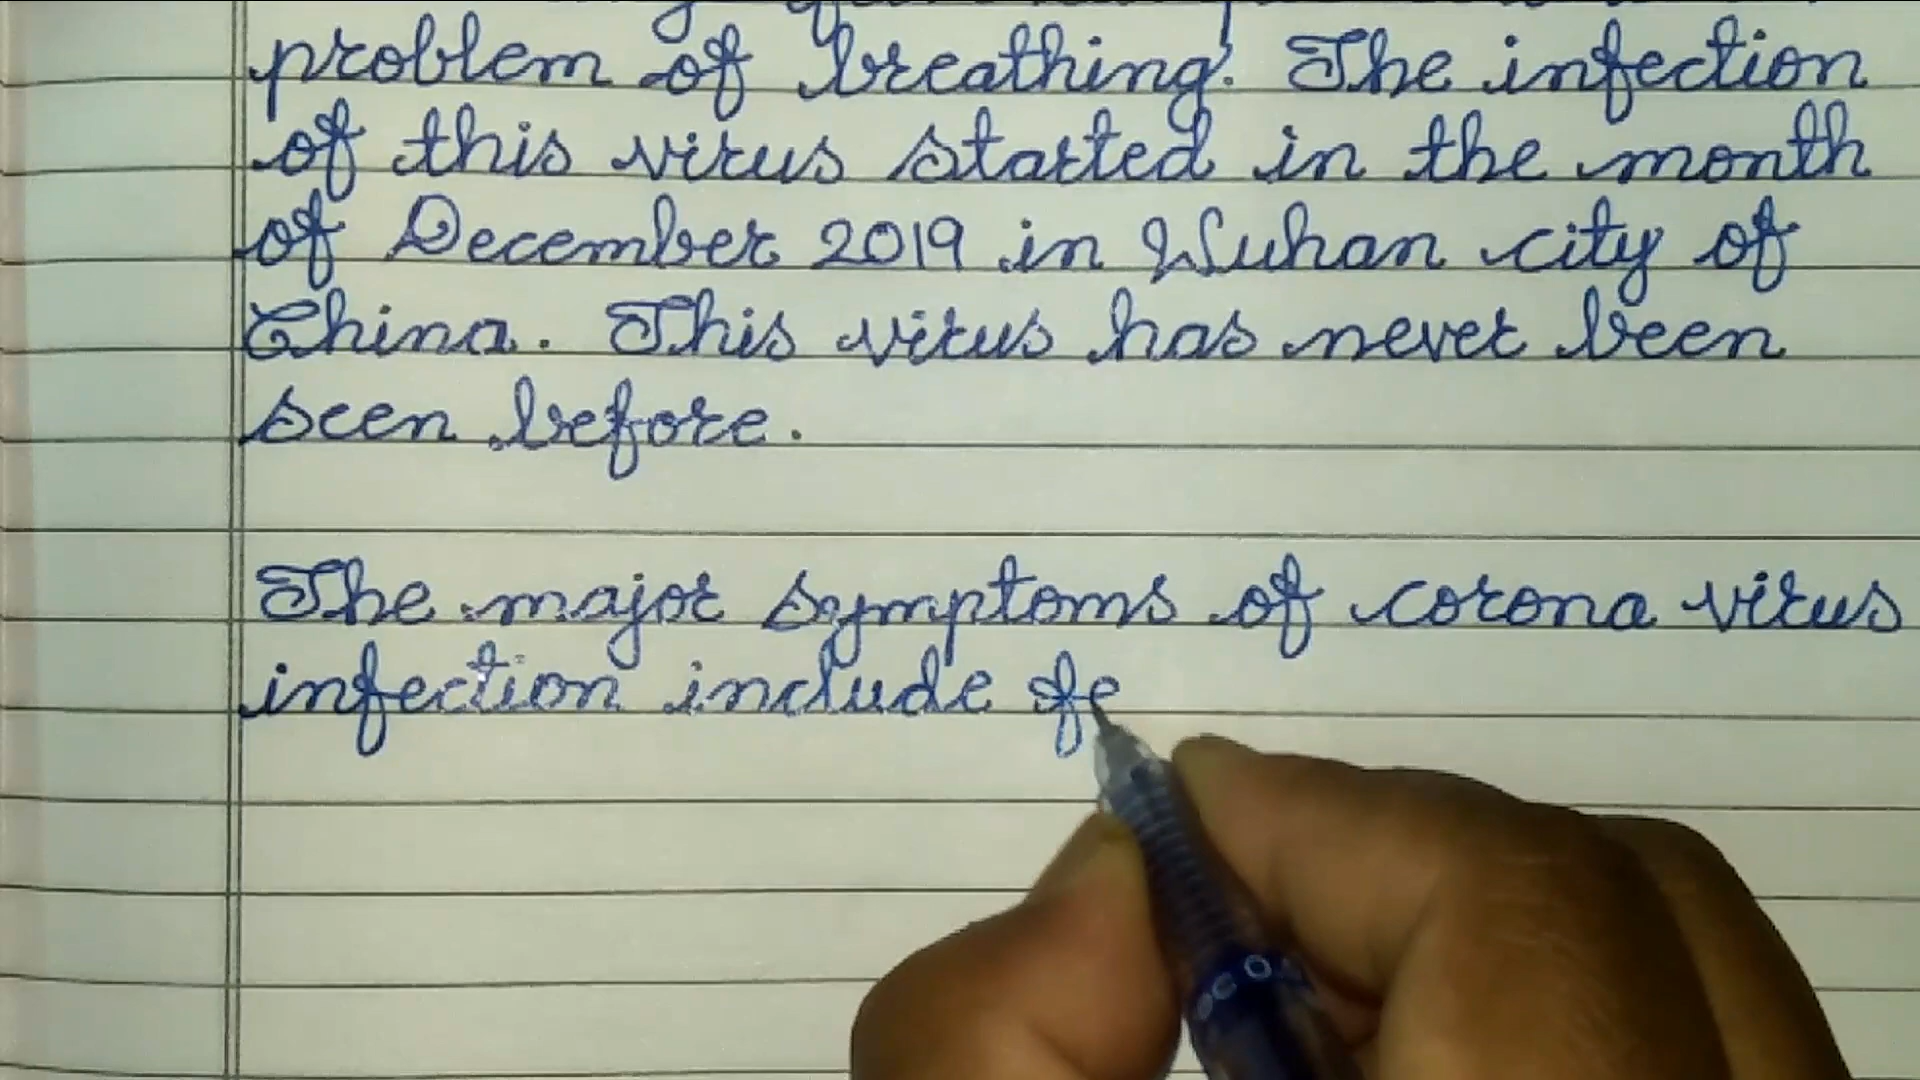 problem of breathing. The infection
of this virus started in the month
of December 2019 in Wuhan city of
China. This virus has never been
seen before.
The major symptoms of corona virus
infection include fe